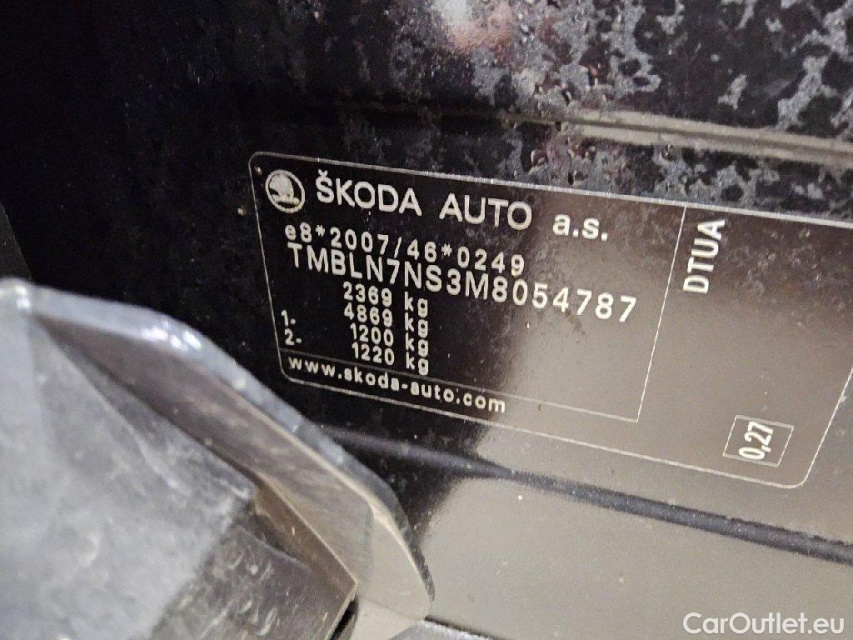 ŠKODA AUTO a.s.
e8*2007/46*0249
TMBLN7NS3M8054787
2369 kg
1- 4869 kg
2- 1200 kg
1220 kg
www.skoda-auto.com
DTUA
0,27
CarOutlet.eu